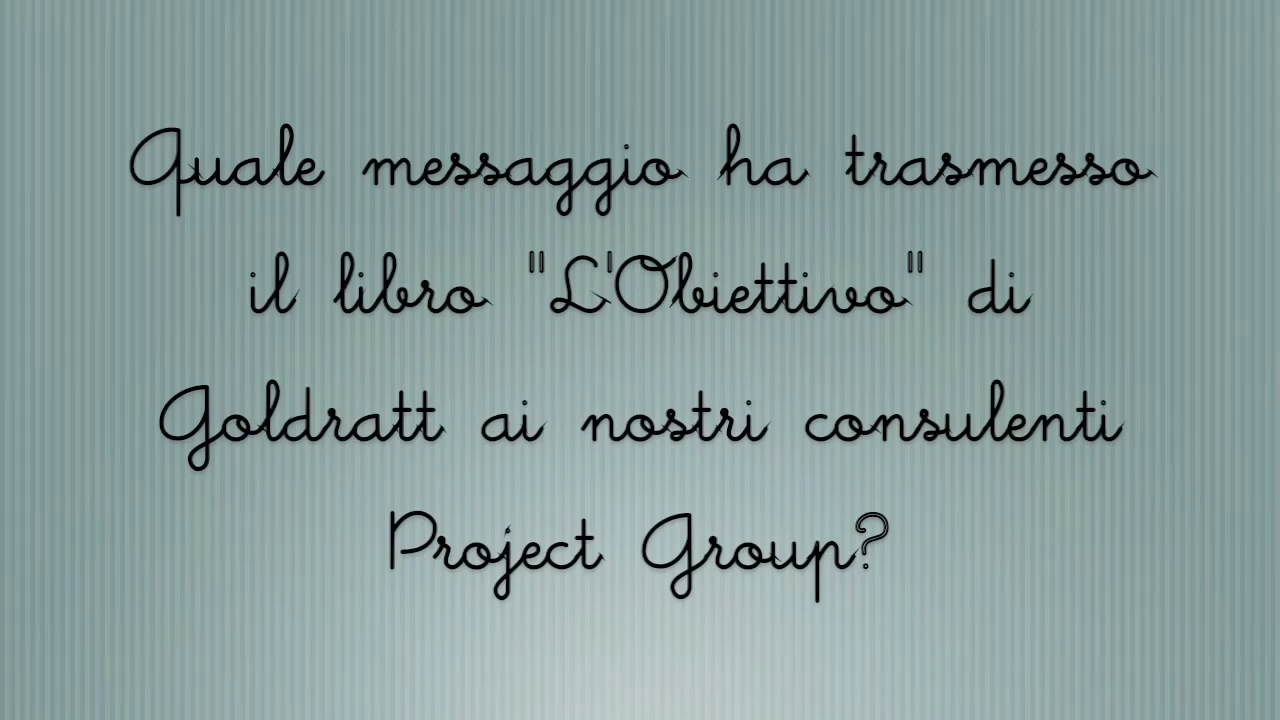 Quale messaggio ha trasmesso
il libro "L'Obiettivo" di
Goldratt ai nostri consulenti
Project Group?